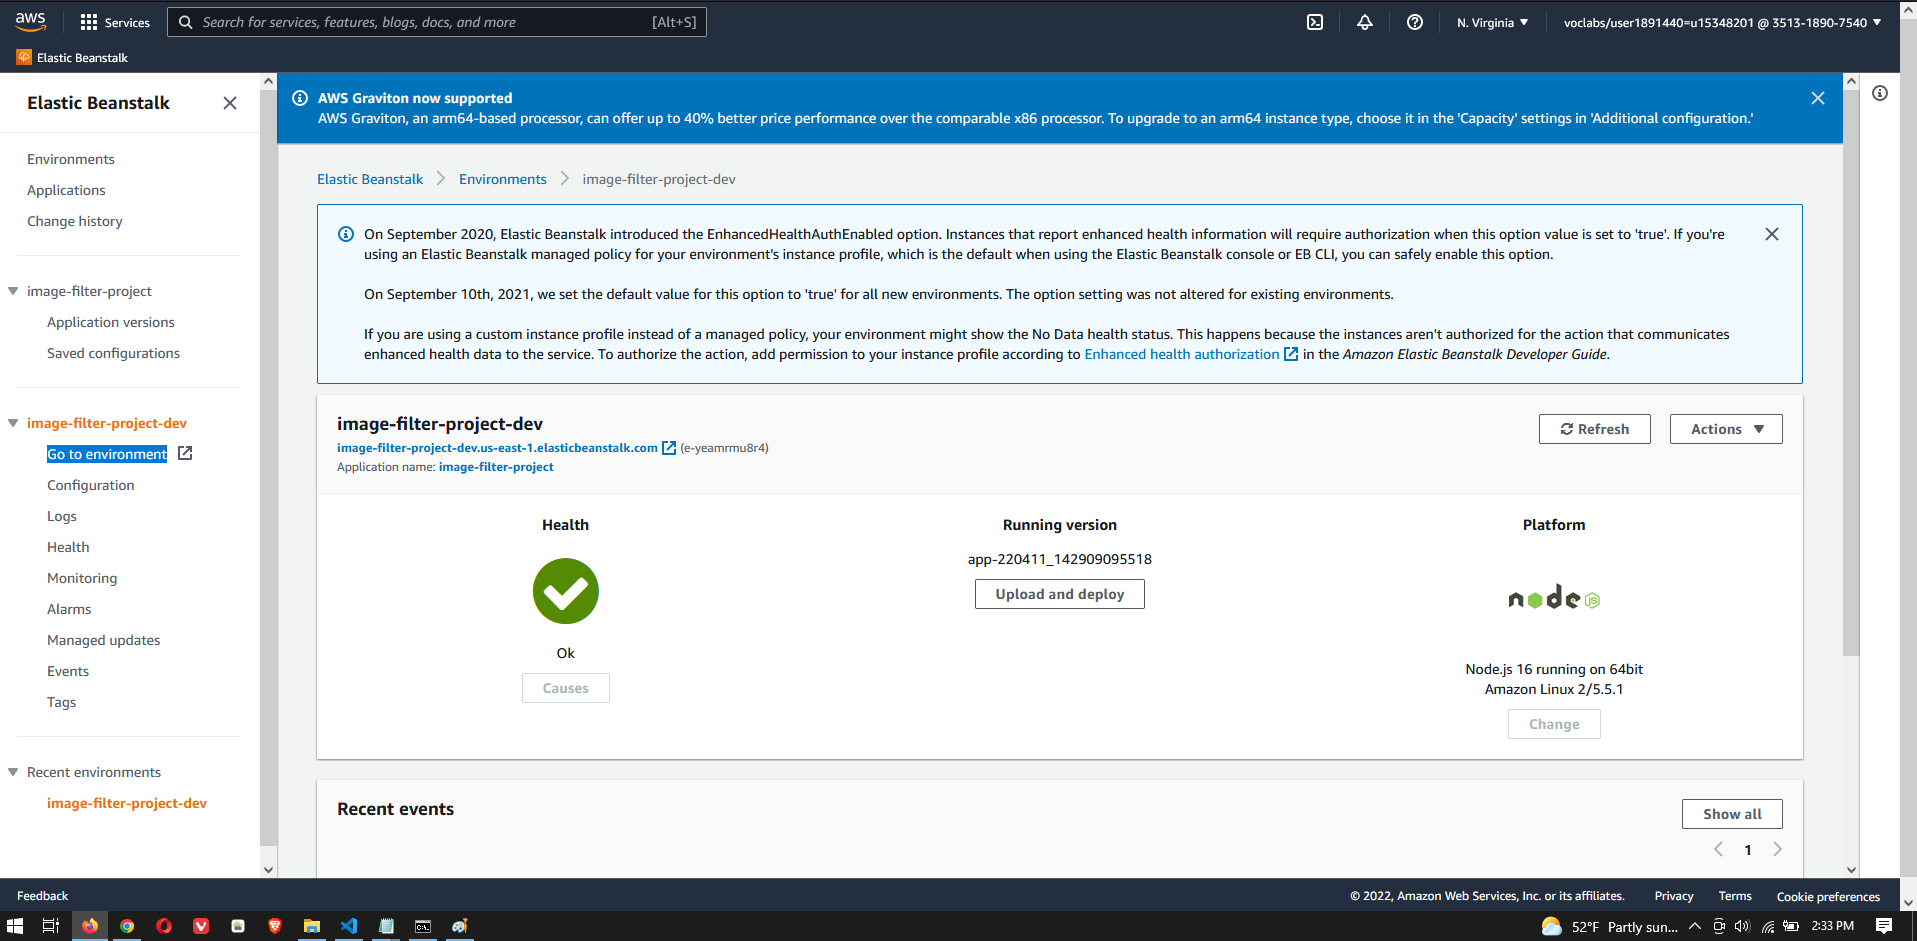 aws
Services
Search for services, features, blogs, docs, and more
[Alt+S]
N. Virginia
voclabs/user1891440=u15348201 @ 3513-1890-7540
Elastic Beanstalk
Elastic Beanstalk
Environments
Applications
Change history
image-filter-project
Application versions
Saved configurations
image-filter-project-dev
Go to environment
Configuration
Logs
Health
Monitoring
Alarms
Managed updates
Events
Tags
Recent environments
image-filter-project-dev
AWS Graviton now supported
AWS Graviton, an arm64-based processor, can offer up to 40% better price performance over the comparable x86 processor. To upgrade to an arm64 instance type, choose it in the 'Capacity' settings in 'Additional configuration.'
Elastic Beanstalk
Environments
image-filter-project-dev
On September 2020, Elastic Beanstalk introduced the EnhancedHealthAuthEnabled option. Instances that report enhanced health information will require authorization when this option value is set to 'true'. If you're
using an Elastic Beanstalk managed policy for your environment's instance profile, which is the default when using the Elastic Beanstalk console or EB CLI, you can safely enable this option.
On September 10th, 2021, we set the default value for this option to 'true' for all new environments. The option setting was not altered for existing environments.
If you are using a custom instance profile instead of a managed policy, your environment might show the No Data health status. This happens because the instances aren't authorized for the action that communicates
enhanced health data to the service. To authorize the action, add permission to your instance profile according to Enhanced health authorization in the Amazon Elastic Beanstalk Developer Guide.
image-filter-project-dev
image-filter-project-dev.us-east-1.elasticbeanstalk.com (e-yeamrmu8r4)
Application name: image-filter-project
Refresh
Actions
Health
Ok
Causes
Running version
app-220411_142909095518
Upload and deploy
Platform
node JS
Node.js 16 running on 64bit
Amazon Linux 2/5.5.1
Change
Recent events
Show all
1
Feedback
© 2022, Amazon Web Services, Inc. or its affiliates.
Privacy
Terms
Cookie preferences
52°F Partly sun...
2:33 PM